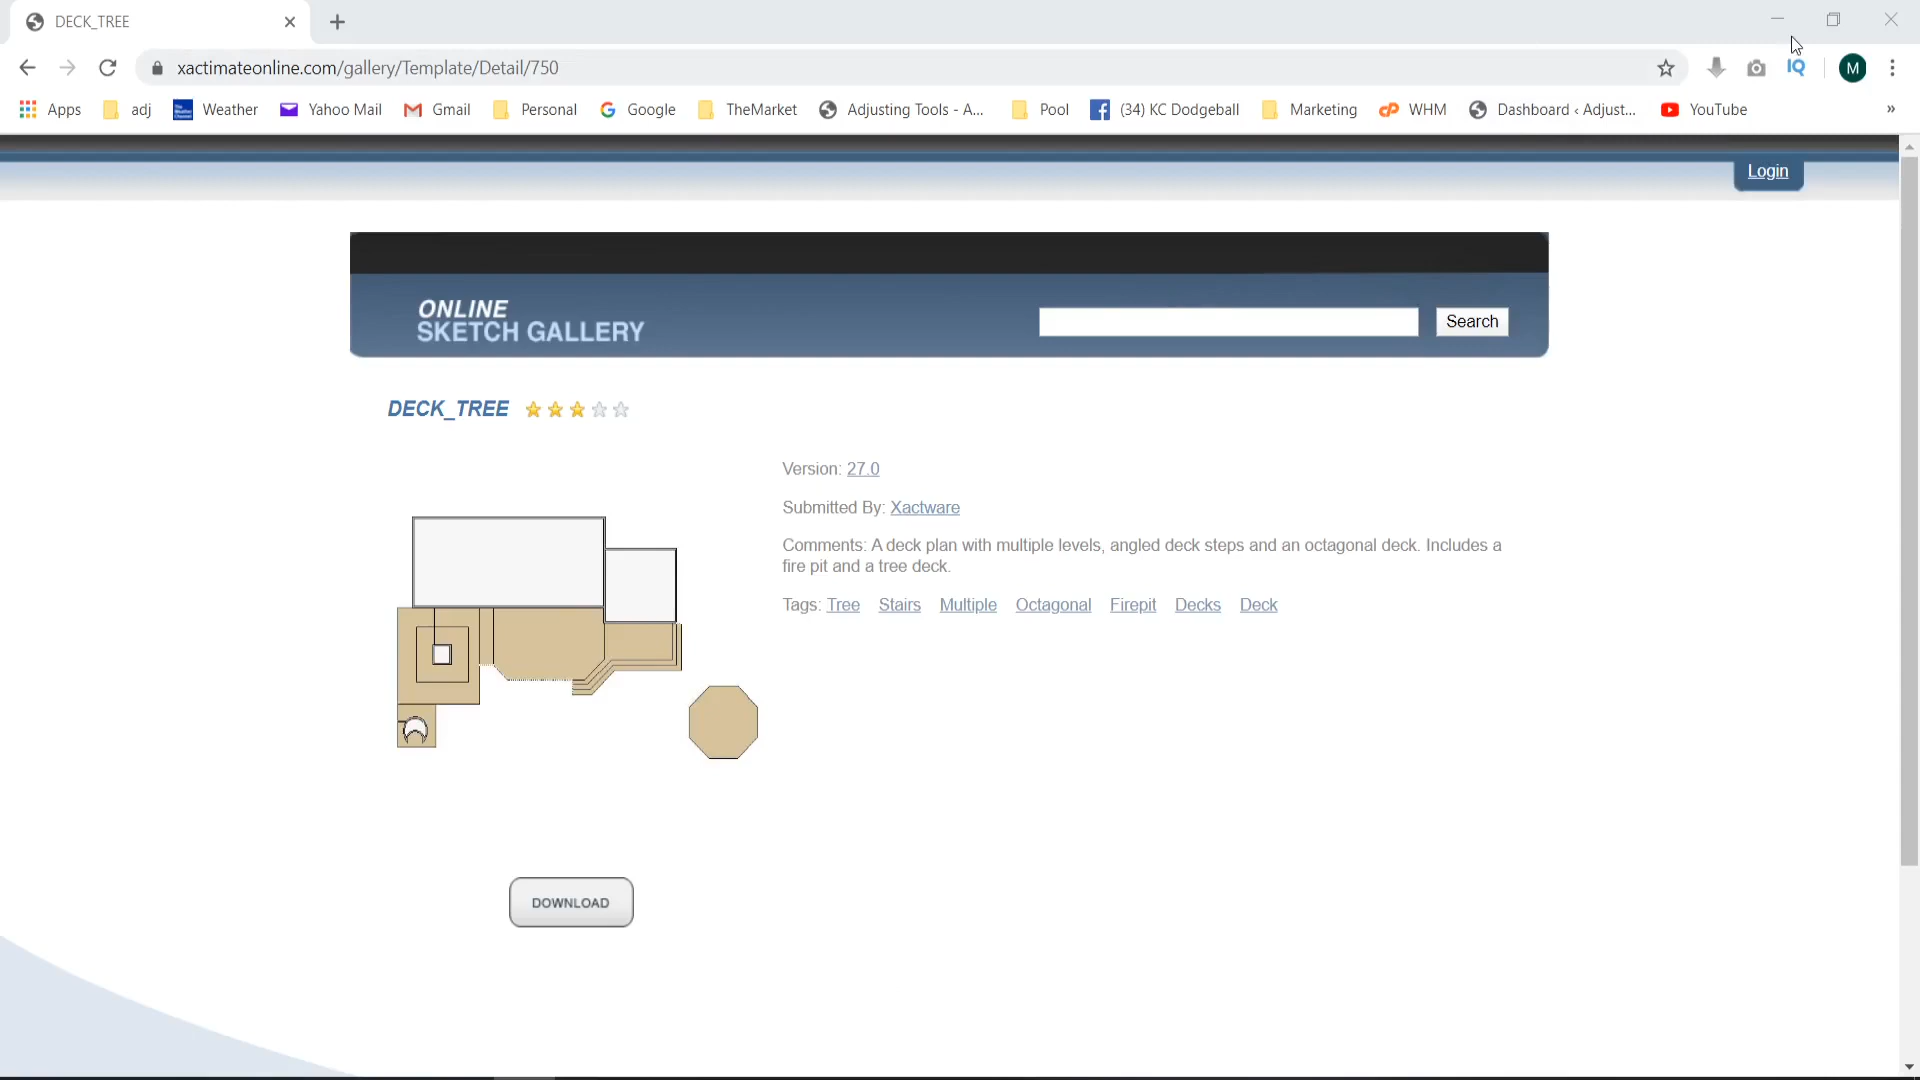 DECK_TREE
xactimateonline.com/gallery/Template/Detail/750
IQ
M
Apps adj Weather Yahoo Mail Gmail Personal Google TheMarket Adjusting Tools - A... Pool (34) KC Dodgeball Marketing WHM Dashboard ‹ Adjust... YouTube »
Login
ONLINE
SKETCH GALLERY
Search
DECK_TREE
Version: 27.0
Submitted By: Xactware
Comments: A deck plan with multiple levels, angled deck steps and an octagonal deck. Includes a
fire pit and a tree deck.
Tags: Tree Stairs Multiple Octagonal Firepit Decks Deck
DOWNLOAD